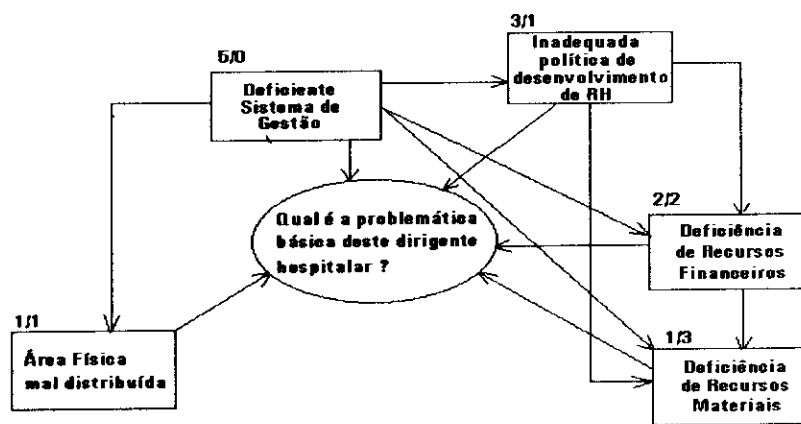 3/1
Inadequada
política de
desenvolvimento
de RH
5/0
Deficiente
Sistema de
Gestão
2/2
Deficiência
de Recursos
Financeiros
Qual é a problemática
básica deste dirigente
hospitalar ?
1/1
Área Física
mal distribuída
1/3
Deficiência
de Recursos
Materiais